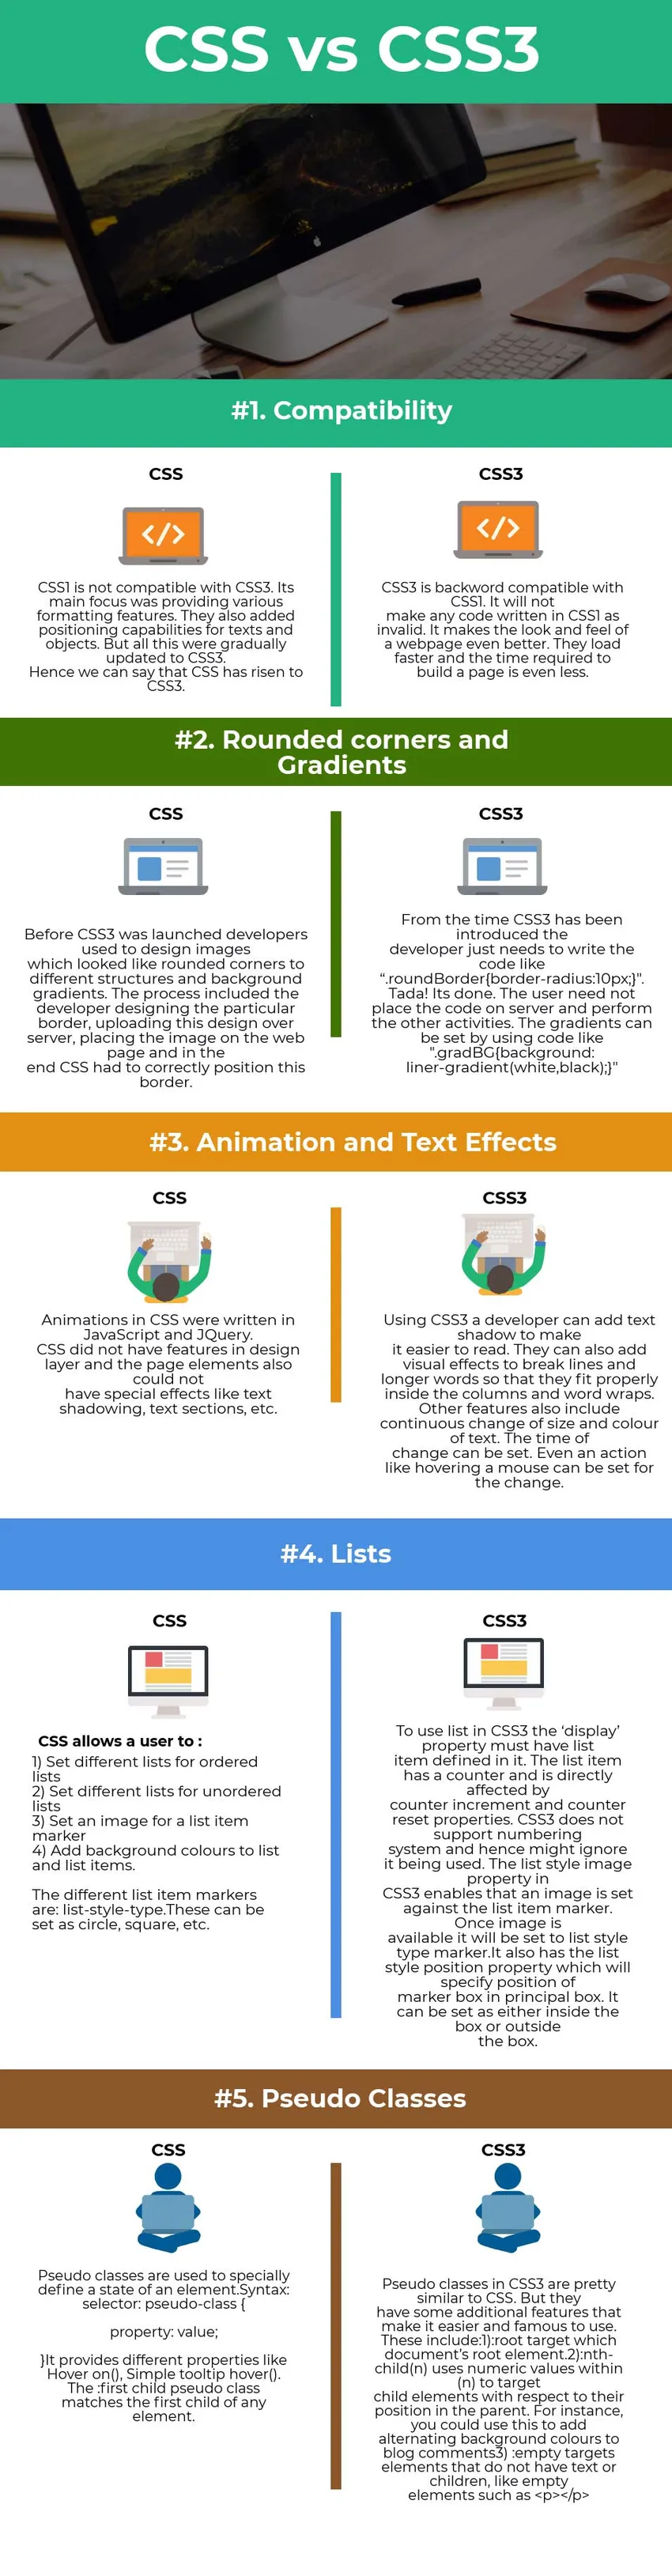 CSS vs CSS3
#1. Compatibility
CSS
CSS1 is not compatible with CSS3. Its
main focus was providing various
formatting features. They also added
positioning capabilities for texts and
objects. But all this were gradually
updated to CSS3.
Hence we can say that CSS has risen to
CSS3.
CSS3
CSS3 is backword compatible with
CSS1. It will not
make any code written in CSS1 as
invalid. It makes the look and feel of
a webpage even better. They load
faster and the time required to
build a page is even less.
#2. Rounded corners and
Gradients
CSS
Before CSS3 was launched developers
used to design images
which looked like rounded corners to
different structures and background
gradients. The process included the
developer designing the particular
border, uploading this design over
server, placing the image on the web
page and in the
end CSS had to correctly position this
border.
CSS3
From the time CSS3 has been
introduced the
developer just needs to write the
code like
“.roundBorder{border-radius:10px;}".
Tada! Its done. The user need not
place the code on server and perform
the other activities. The gradients can
be set by using code like
".gradBG{background:
liner-gradient(white,black);}"
#3. Animation and Text Effects
CSS
Animations in CSS were written in
JavaScript and JQuery.
CSS did not have features in design
layer and the page elements also
could not
have special effects like text
shadowing, text sections, etc.
CSS3
Using CSS3 a developer can add text
shadow to make
it easier to read. They can also add
visual effects to break lines and
longer words so that they fit properly
inside the columns and word wraps.
Other features also include
continuous change of size and colour
of text. The time of
change can be set. Even an action
like hovering a mouse can be set for
the change.
#4. Lists
CSS
CSS allows a user to :
1) Set different lists for ordered
lists
2) Set different lists for unordered
lists
3) Set an image for a list item
marker
4) Add background colours to list
and list items.
The different list item markers
are: list-style-type.These can be
set as circle, square, etc.
CSS3
To use list in CSS3 the ‘display’
property must have list
item defined in it. The list item
has a counter and is directly
affected by
counter increment and counter
reset properties. CSS3 does not
support numbering
system and hence might ignore
it being used. The list style image
property in
CSS3 enables that an image is set
against the list item marker.
Once image is
available it will be set to list style
type marker.It also has the list
style position property which will
specify position of
marker box in principal box. It
can be set as either inside the
box or outside
the box.
#5. Pseudo Classes
CSS
Pseudo classes are used to specially
define a state of an element.Syntax:
selector: pseudo-class {
property: value;
}It provides different properties like
Hover on(), Simple tooltip hover().
The :first child pseudo class
matches the first child of any
element.
CSS3
Pseudo classes in CSS3 are pretty
similar to CSS. But they
have some additional features that
make it easier and famous to use.
These include:1):root target which
document’s root element.2):nth-
child(n) uses numeric values within
(n) to target
child elements with respect to their
position in the parent. For instance,
you could use this to add
alternating background colours to
blog comments3) :empty targets
elements that do not have text or
children, like empty
elements such as <p></p>